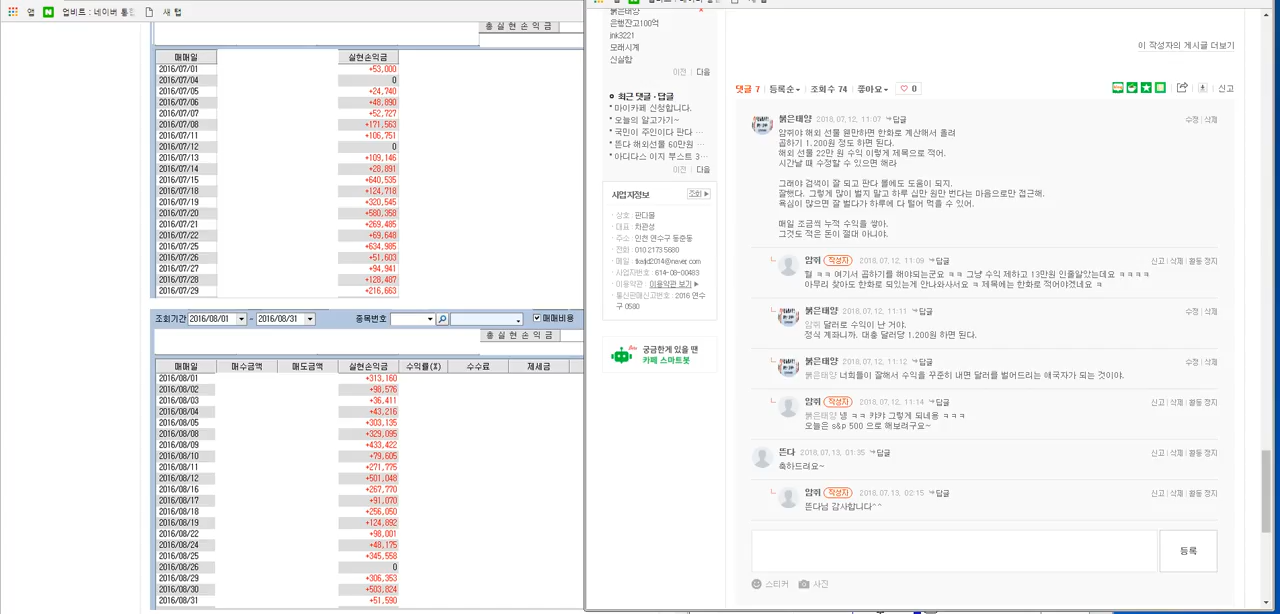 앱
업비트 : 네이버 통합
새 탭
총 실 현 손 익 금
매매일 실현손익금
2016/07/01 +53,000
2016/07/04 0
2016/07/05 +24,740
2016/07/06 +48,890
2016/07/07 +52,727
2016/07/08 +171,563
2016/07/11 +106,751
2016/07/12 0
2016/07/13 +109,146
2016/07/14 +28,891
2016/07/15 +640,535
2016/07/18 +124,718
2016/07/19 +320,545
2016/07/20 +580,358
2016/07/21 +269,485
2016/07/22 +69,648
2016/07/25 +634,985
2016/07/26 +51,603
2016/07/27 +94,941
2016/07/28 +128,487
2016/07/29 +216,663
조회기간 2016/08/01 ~ 2016/08/31 종목번호 매매비용
총 실 현 손 익 금
매매일 매수금액 매도금액 실현손익금 수익률(%) 수수료 제세금
2016/08/01 +313,160
2016/08/02 +98,576
2016/08/03 +36,411
2016/08/04 +43,216
2016/08/05 +303,135
2016/08/08 +329,095
2016/08/09 +433,422
2016/08/10 +79,605
2016/08/11 +271,775
2016/08/12 +501,048
2016/08/16 +267,770
2016/08/17 +91,070
2016/08/18 +256,050
2016/08/19 +124,892
2016/08/22 +98,001
2016/08/24 +48,175
2016/08/25 +345,558
2016/08/26 0
2016/08/29 +306,353
2016/08/30 +503,824
2016/08/31 +51,590
붉은태양
은행잔고100억
jnk3221
모래시계
신실합
이전 | 다음
최근 댓글 · 답글
마이카페 신청합니다.
오늘의 알고가기~
국민이 주인이다 판다 …
뜬다 해외선물 60만원 …
아디다스 이지 부스트 3…
이전 | 다음
사업자정보 조회 ▶
· 상호 : 판다몰
· 대표 : 차관성
· 주소 : 인천 연수구 동춘동
· 전화 : 010 2173 5680
· 사업자번호 : 614-08-00483
· 이용약관 : 이용약관 보기 ▶
· 통신판매신고번호 : 2016 연수
구 0580
궁금한게 있을 땐
카페 스마트봇
이 작성자의 게시글 더보기
댓글 7 | 등록순 | 조회수 74 | 좋아요 ♡ 0
신고
붉은태양 2018.07.12. 11:07 답글
수정 | 삭제
암쥐야 해외 선물 웬만하면 한화로 계산해서 올려
곱하기 1.200원 정도 하면 된다.
해외 선물 22만 원 수익 이렇게 제목으로 적어.
시간날 때 수정할 수 있으면 해라
그래야 검색이 잘 되고 판다 몰에도 도움이 되지.
잘했다. 그렇게 많이 벌지 말고 하루 십만 원만 번다는 마음으로만 접근해.
욕심이 많으면 잘 벌다가 하루에 다 털어 먹을 수 있어.
매일 조금씩 누적 수익을 쌓아.
그것도 적은 돈이 절대 아니야.
암쥐 작성자 2018.07.12. 11:09 답글
신고 | 삭제 | 활동 정지
헐 ㅋㅋ 여기서 곱하기를 해야되는군요 ㅋㅋ 그냥 수익 제하고 13만원 인줄알았는데요 ㅋㅋㅋㅋ
아무리 찾아도 한화로 되있는게 안나와사서요 ㅋ 제목에는 한화로 적어야겟네요 ㅋ
붉은태양 2018.07.12. 11:11 답글
수정 | 삭제
암쥐 달러로 수익이 난 거야.
정식 계좌니까. 대출 달러당 1.200원 하면 된다.
붉은태양 2018.07.12. 11:12 답글
수정 | 삭제
붉은태양 너희들이 잘해서 수익을 꾸준히 내면 달러를 벌어드리는 애국자가 되는 것이야.
암쥐 작성자 2018.07.12. 11:14 답글
신고 | 삭제 | 활동 정지
붉은태양 넹 ㅋㅋ 캬캬 그렇게 되네용 ㅋㅋㅋ
오늘은 s&p 500 으로 해보려구요~
뜬다 2018.07.13. 01:35 답글
신고 | 삭제 | 활동 정지
축하드려요~
암쥐 작성자 2018.07.13. 02:15 답글
신고 | 삭제 | 활동 정지
뜬다님 감사합니다^^
등록
스티커 사진